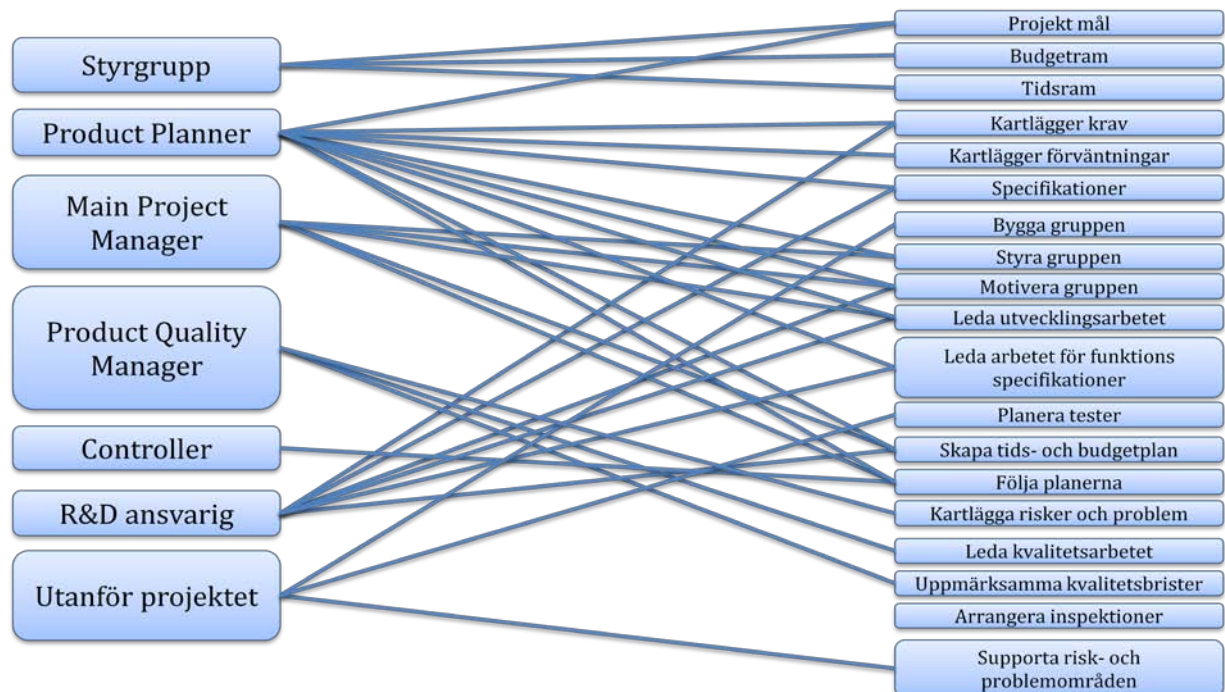 Styrgrupp
Product Planner
Main Project
Manager
Product Quality
Manager
Controller
R&D ansvarig
Utanför projektet
Projekt mål
Budgetram
Tidsram
Kartlägger krav
Kartlägger förväntningar
Specifikationer
Bygga gruppen
Styra gruppen
Motivera gruppen
Leda utvecklingsarbetet
Leda arbetet för funktions
specifikationer
Planera tester
Skapa tids- och budgetplan
Följa planerna
Kartlägga risker och problem
Leda kvalitetsarbetet
Uppmärksamma kvalitetsbrister
Arrangera inspektioner
Supporta risk- och
problemområden